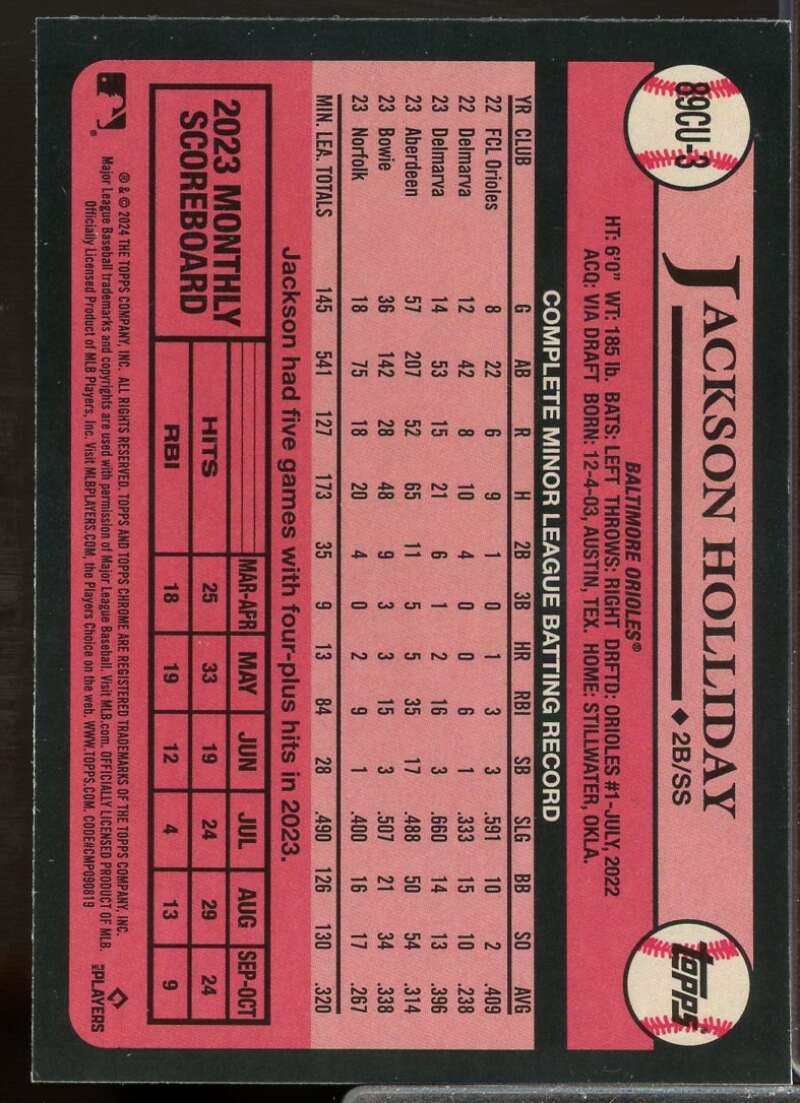 89CU-3
JACKSON HOLLIDAY ♦ 2B/SS
topps
BALTIMORE ORIOLES®
HT: 6'0" WT: 185 lb. BATS: LEFT THROWS: RIGHT DRFTD: ORIOLES #1-JULY, 2022
ACQ: VIA DRAFT BORN: 12-4-03, AUSTIN, TEX. HOME: STILLWATER, OKLA.
COMPLETE MINOR LEAGUE BATTING RECORD
YR CLUB G AB R H 2B 3B HR RBI SB SLG BB SO AVG
22 FCL Orioles 8 22 6 9 1 0 1 3 3 .591 10 2 .409
22 Delmarva 12 42 8 10 4 0 0 6 1 .333 15 10 .238
23 Delmarva 14 53 15 21 6 1 2 16 3 .660 14 13 .396
23 Aberdeen 57 207 52 65 11 5 5 35 17 .488 50 54 .314
23 Bowie 36 142 28 48 9 3 3 15 3 .507 21 34 .338
23 Norfolk 18 75 18 20 4 0 2 9 1 .400 16 17 .267
MIN. LEA. TOTALS 145 541 127 173 35 9 13 84 28 .490 126 130 .320
Jackson had five games with four-plus hits in 2023.
2023 MONTHLY
SCOREBOARD
MAR-APR MAY JUN JUL AUG SEP-OCT
HITS 25 33 19 24 29 24
RBI 18 19 12 4 13 9
® & © 2024 THE TOPPS COMPANY, INC. ALL RIGHTS RESERVED. TOPPS AND TOPPS CHROME ARE REGISTERED TRADEMARKS OF THE TOPPS COMPANY, INC.
Major League Baseball trademarks and copyrights are used with permission of Major League Baseball. Visit MLB.com. OFFICIALLY LICENSED PRODUCT OF MLB.
Officially Licensed Product of MLB Players, Inc. Visit MLBPLAYERS.COM, the Players Choice on the web. WWW.TOPPS.COM. CODE#CMP090819
MLB PLAYERS